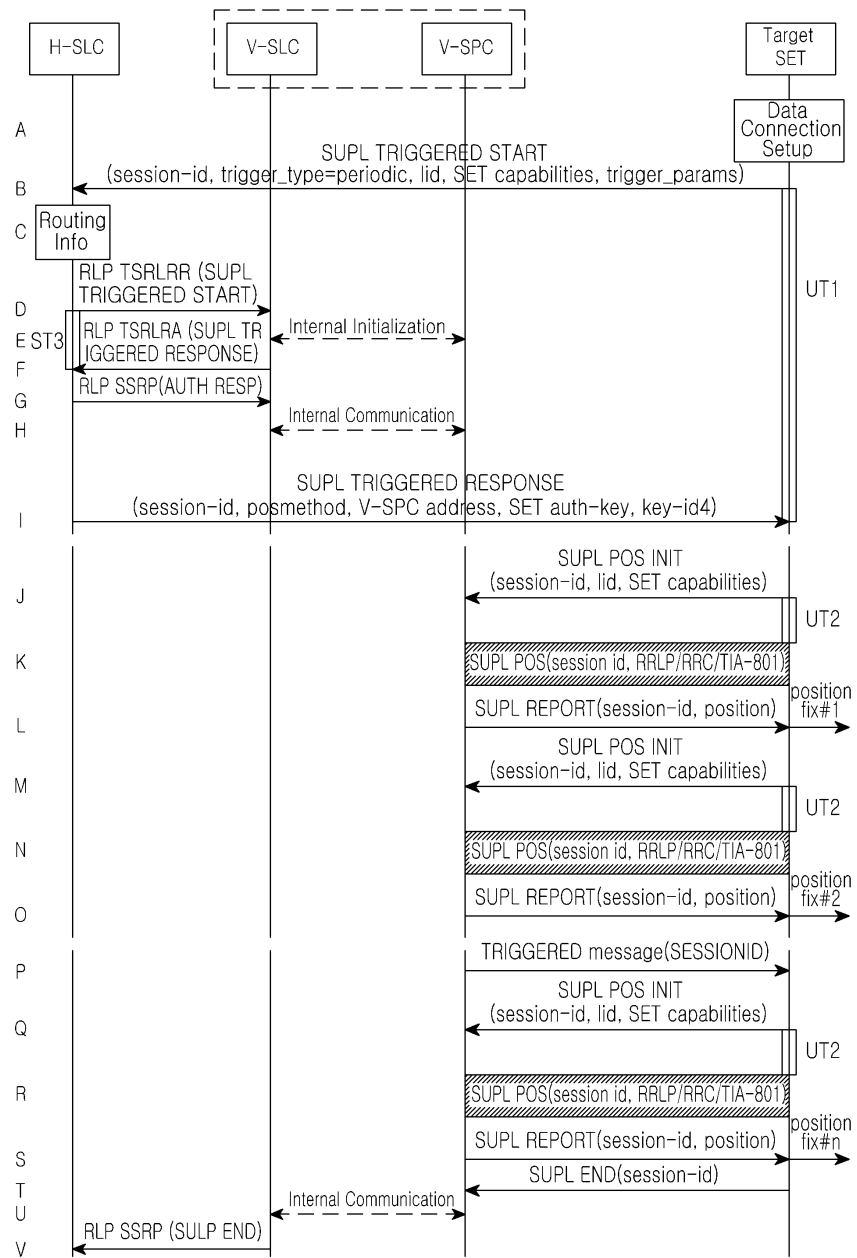 H-SLC
V-SLC
V-SPC
Target
SET
A
Data
Connection
Setup
SUPL TRIGGERED START
(session-id, trigger_type=periodic, lid, SET capabilities, trigger_params)
B
C
Routing
Info
UT1
RLP TSRLRR (SUPL
TRIGGERED START)
D
E
ST3
RLP TSRLRA (SUPL TR
IGGERED RESPONSE)
Internal Initialization
F
RLP SSRP(AUTH RESP)
G
Internal Communication
H
SUPL TRIGGERED RESPONSE
(session-id, posmethod, V-SPC address, SET auth-key, key-id4)
I
SUPL POS INIT
(session-id, lid, SET capabilities)
J
UT2
K
SUPL POS(session id, RRLP/RRC/TIA-801)
SUPL REPORT(session-id, position)
position
fix#1
L
SUPL POS INIT
(session-id, lid, SET capabilities)
M
UT2
N
SUPL POS(session id, RRLP/RRC/TIA-801)
SUPL REPORT(session-id, position)
position
fix#2
O
TRIGGERED message(SESSIONID)
P
SUPL POS INIT
(session-id, lid, SET capabilities)
Q
UT2
R
SUPL POS(session id, RRLP/RRC/TIA-801)
SUPL REPORT(session-id, position)
position
fix#n
S
SUPL END(session-id)
T
U
Internal Communication
RLP SSRP (SULP END)
V